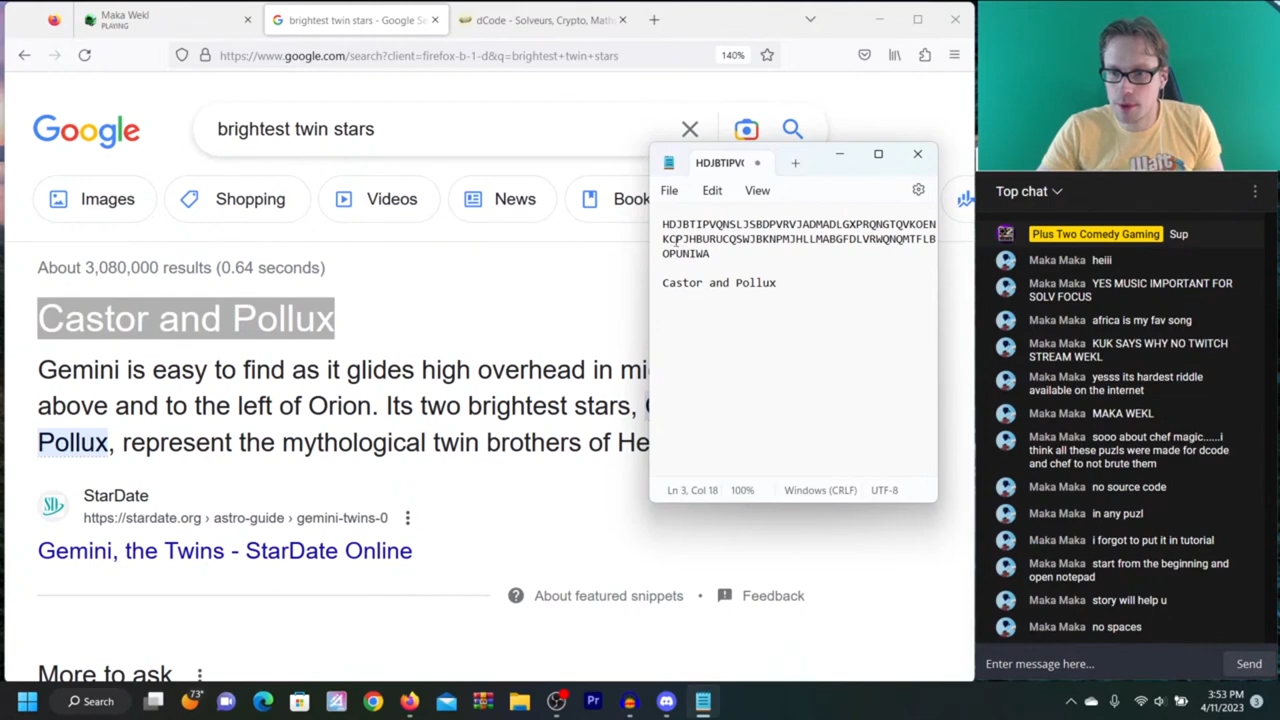 Maka Wekl
PLAYING
brightest twin stars - Google Se
dCode - Solveurs, Crypto, Math
https://www.google.com/search?client=firefox-b-1-d&q=brightest+twin+stars
140%
Google
brightest twin stars
Images
Shopping
Videos
News
Book
About 3,080,000 results (0.64 seconds)
Castor and Pollux
Gemini is easy to find as it glides high overhead in mi
above and to the left of Orion. Its two brightest stars,
Pollux, represent the mythological twin brothers of He
StarDate
https://stardate.org › astro-guide › gemini-twins-0
Gemini, the Twins - StarDate Online
About featured snippets
Feedback
More to ask
HDJBTIPV
File Edit View
HDJBTIPVQNSLJSBDPVRVJADMADLGXPRQNGTQVKOEN
KCPJHBURUCQSWJBKNPMJHLLMABGFDLVRWQNQMTFLB
OPUNIWA
Castor and Pollux
Ln 3, Col 18
100%
Windows (CRLF)
UTF-8
Wait
Top chat
Plus Two Comedy Gaming Sup
Maka Maka heiii
Maka Maka YES MUSIC IMPORTANT FOR
SOLV FOCUS
Maka Maka africa is my fav song
Maka Maka KUK SAYS WHY NO TWITCH
STREAM WEKL
Maka Maka yesss its hardest riddle
available on the internet
Maka Maka MAKA WEKL
Maka Maka sooo about chef magic......i
think all these puzls were made for dcode
and chef to not brute them
Maka Maka no source code
Maka Maka in any puzl
Maka Maka i forgot to put it in tutorial
Maka Maka start from the beginning and
open notepad
Maka Maka story will help u
Maka Maka no spaces
Enter message here...
Send
Search
73°
Pr
3:53 PM
4/11/2023
3